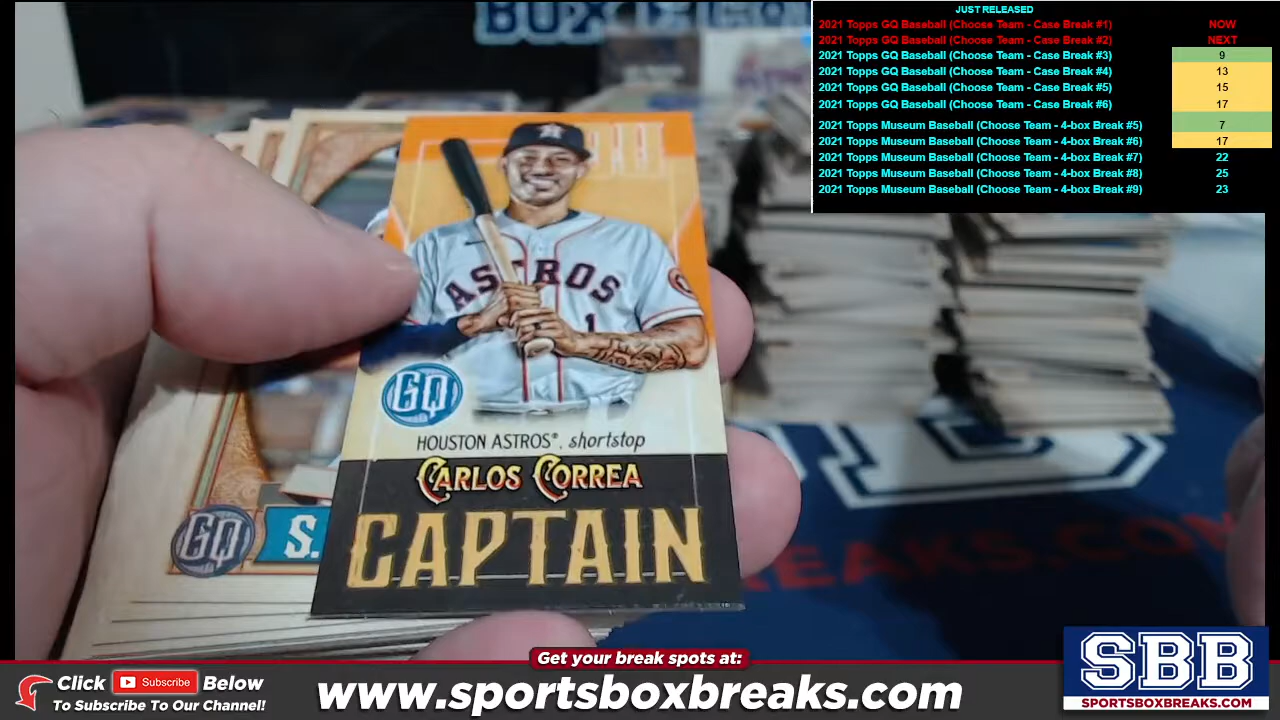 JUST RELEASED
2021 Topps GQ Baseball (Choose Team - Case Break #1) NOW
2021 Topps GQ Baseball (Choose Team - Case Break #2) NEXT
2021 Topps GQ Baseball (Choose Team - Case Break #3) 9
2021 Topps GQ Baseball (Choose Team - Case Break #4) 13
2021 Topps GQ Baseball (Choose Team - Case Break #5) 15
2021 Topps GQ Baseball (Choose Team - Case Break #6) 17
2021 Topps Museum Baseball (Choose Team - 4-box Break #5) 7
2021 Topps Museum Baseball (Choose Team - 4-box Break #6) 17
2021 Topps Museum Baseball (Choose Team - 4-box Break #7) 22
2021 Topps Museum Baseball (Choose Team - 4-box Break #8) 25
2021 Topps Museum Baseball (Choose Team - 4-box Break #9) 23
ASTROS
1
GQ
HOUSTON ASTROS®, shortstop
CARLOS CORREA
CAPTAIN
GQ
S.
REAKS.COM
Get your break spots at:
Click Subscribe Below
To Subscribe To Our Channel!
www.sportsboxbreaks.com
SBB
SPORTSBOXBREAKS.COM